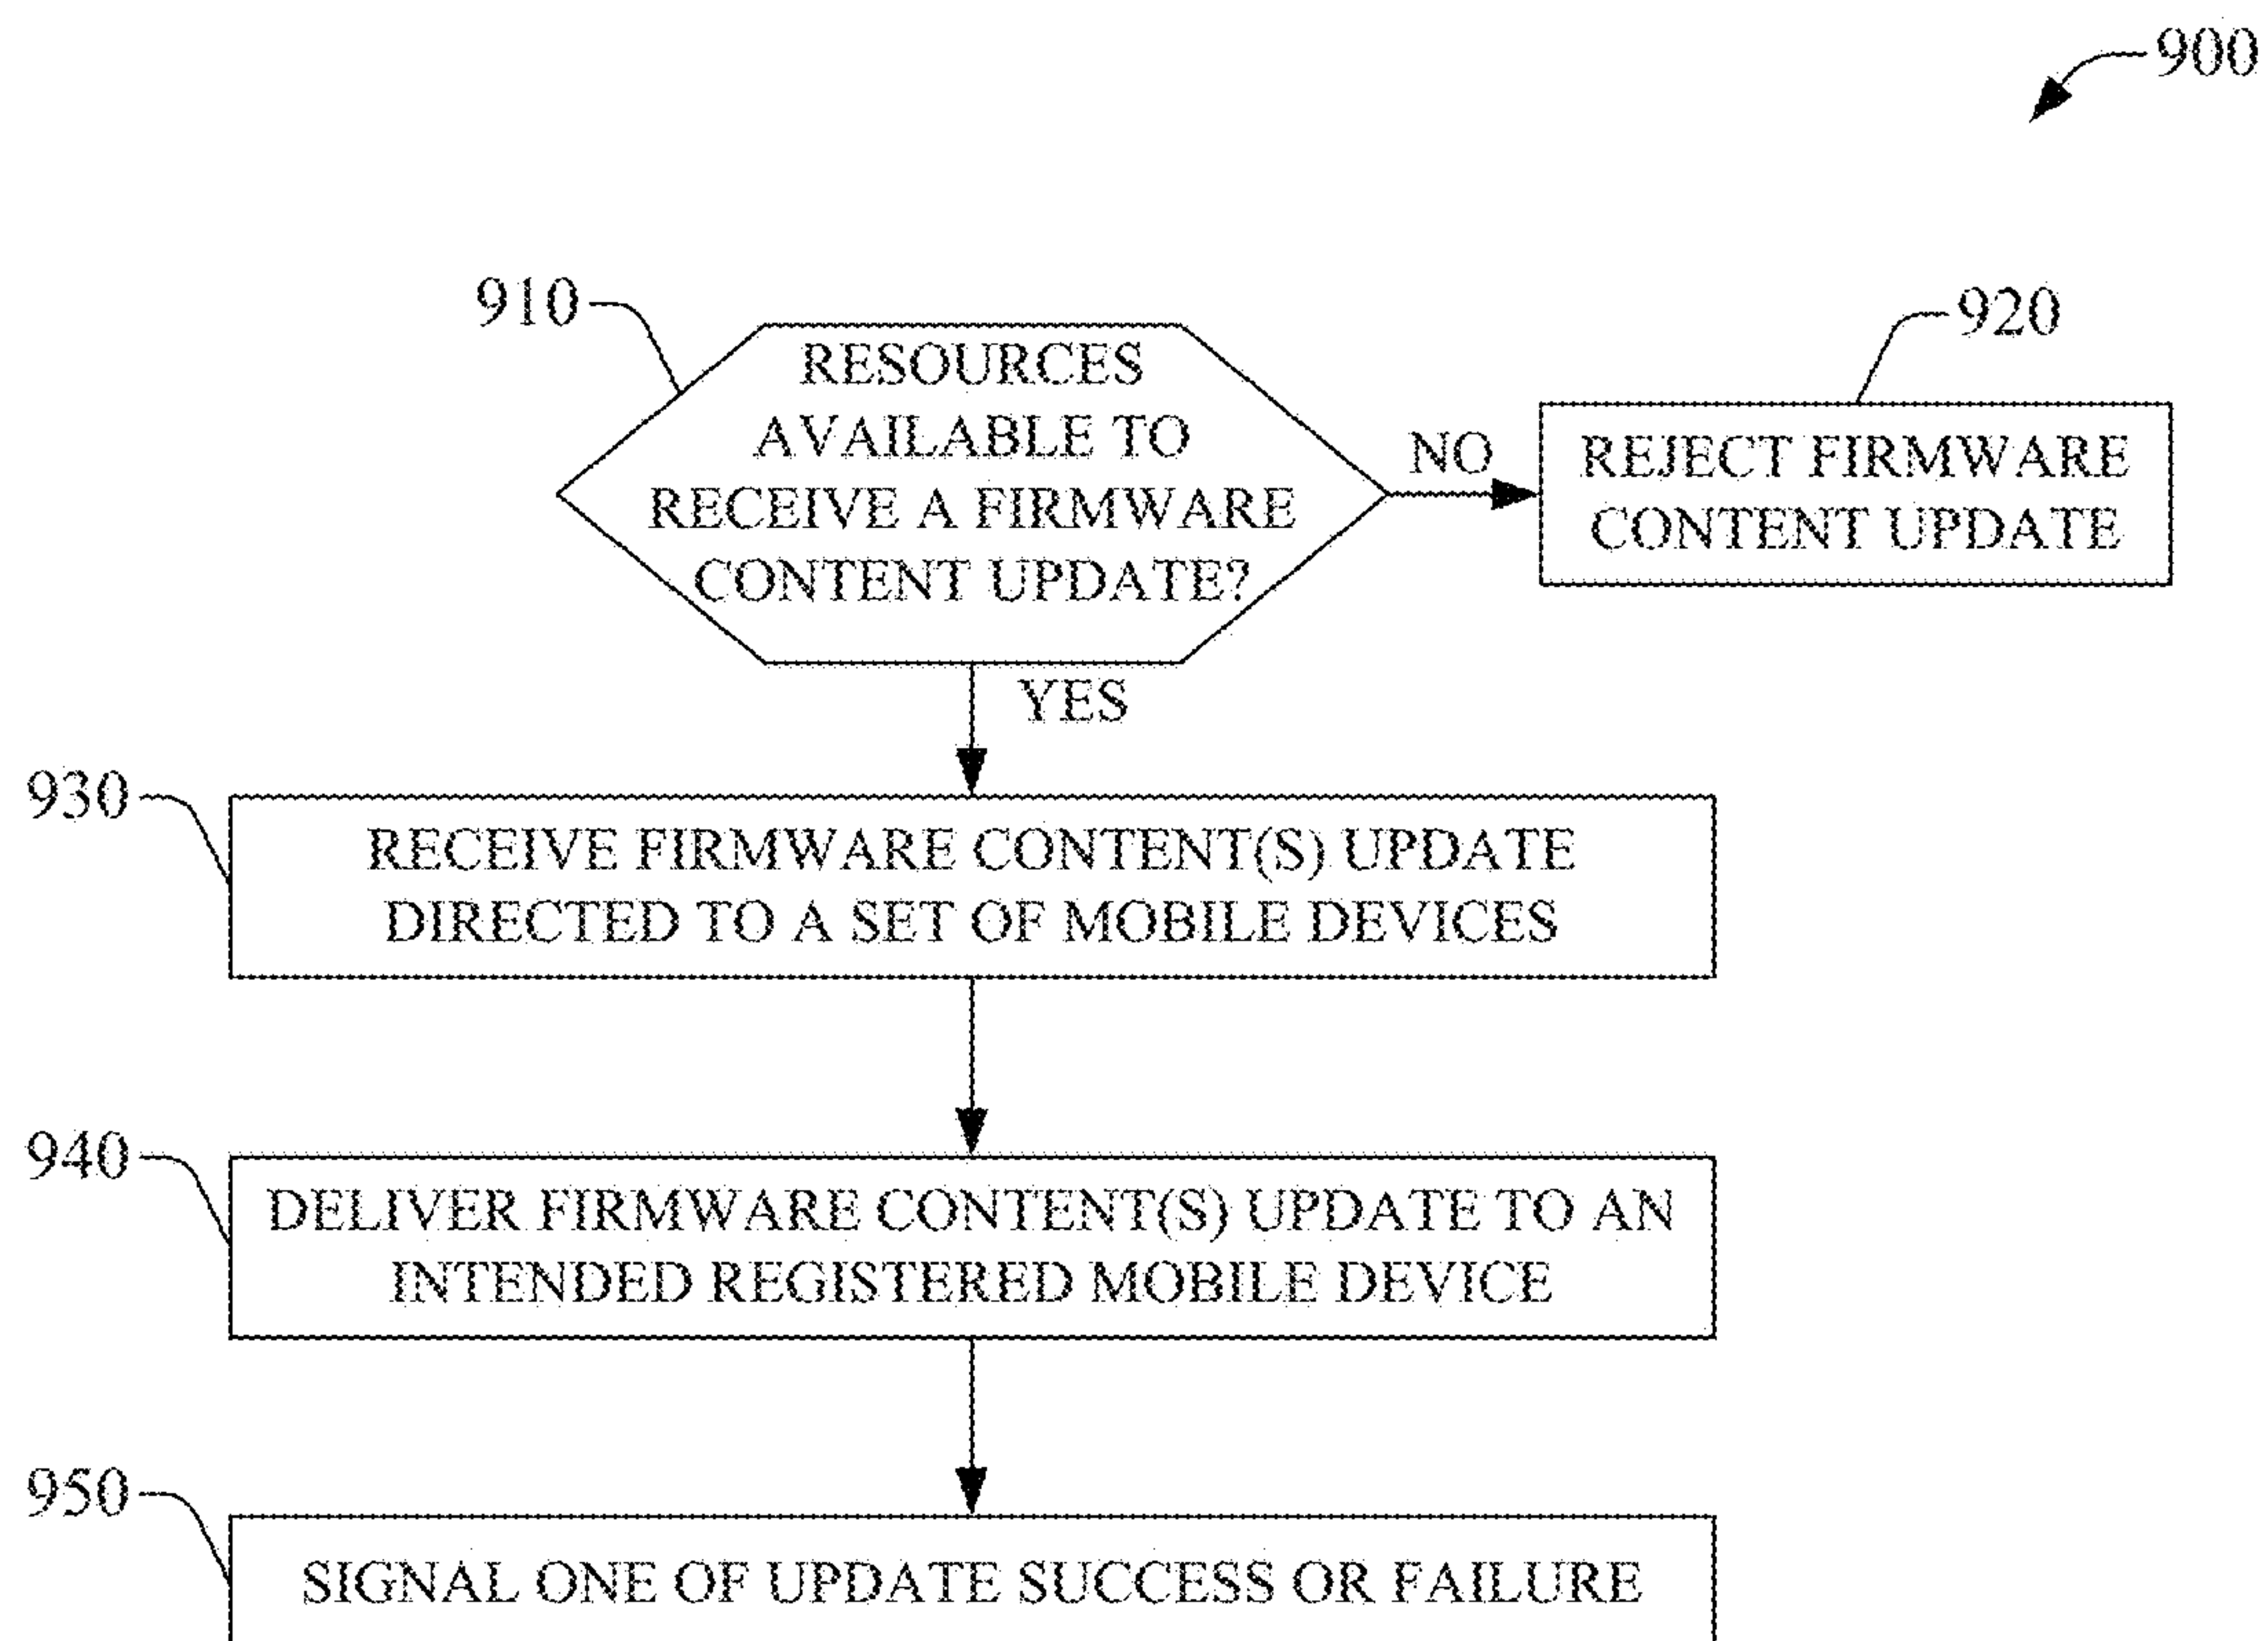 900
910
920
RESOURCES
AVAILABLE TO
RECEIVE A FIRMWARE
CONTENT UPDATE?
NO
REJECT FIRMWARE
CONTENT UPDATE
YES
930
RECEIVE FIRMWARE CONTENT(S) UPDATE
DIRECTED TO A SET OF MOBILE DEVICES
940
DELIVER FIRMWARE CONTENT(S) UPDATE TO AN
INTENDED REGISTERED MOBILE DEVICE
950
SIGNAL ONE OF UPDATE SUCCESS OR FAILURE